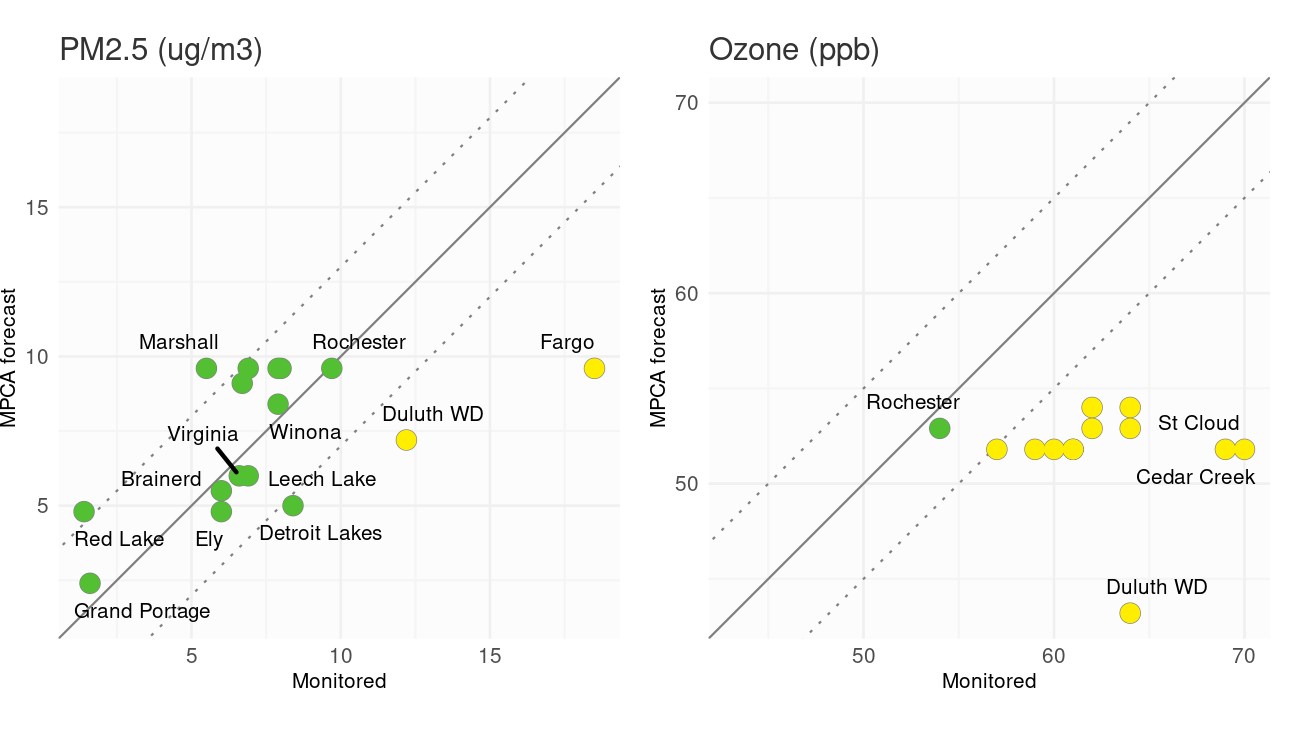 PM2.5 (ug/m3)
MPCA forecast
15
10
5
Marshall
Rochester
Fargo
Duluth WD
Virginia
Winona
Brainerd
Leech Lake
Red Lake
Ely
Detroit Lakes
Grand Portage
5
10
15
Monitored
Ozone (ppb)
MPCA forecast
70
60
50
Rochester
St Cloud
Cedar Creek
Duluth WD
50
60
70
Monitored